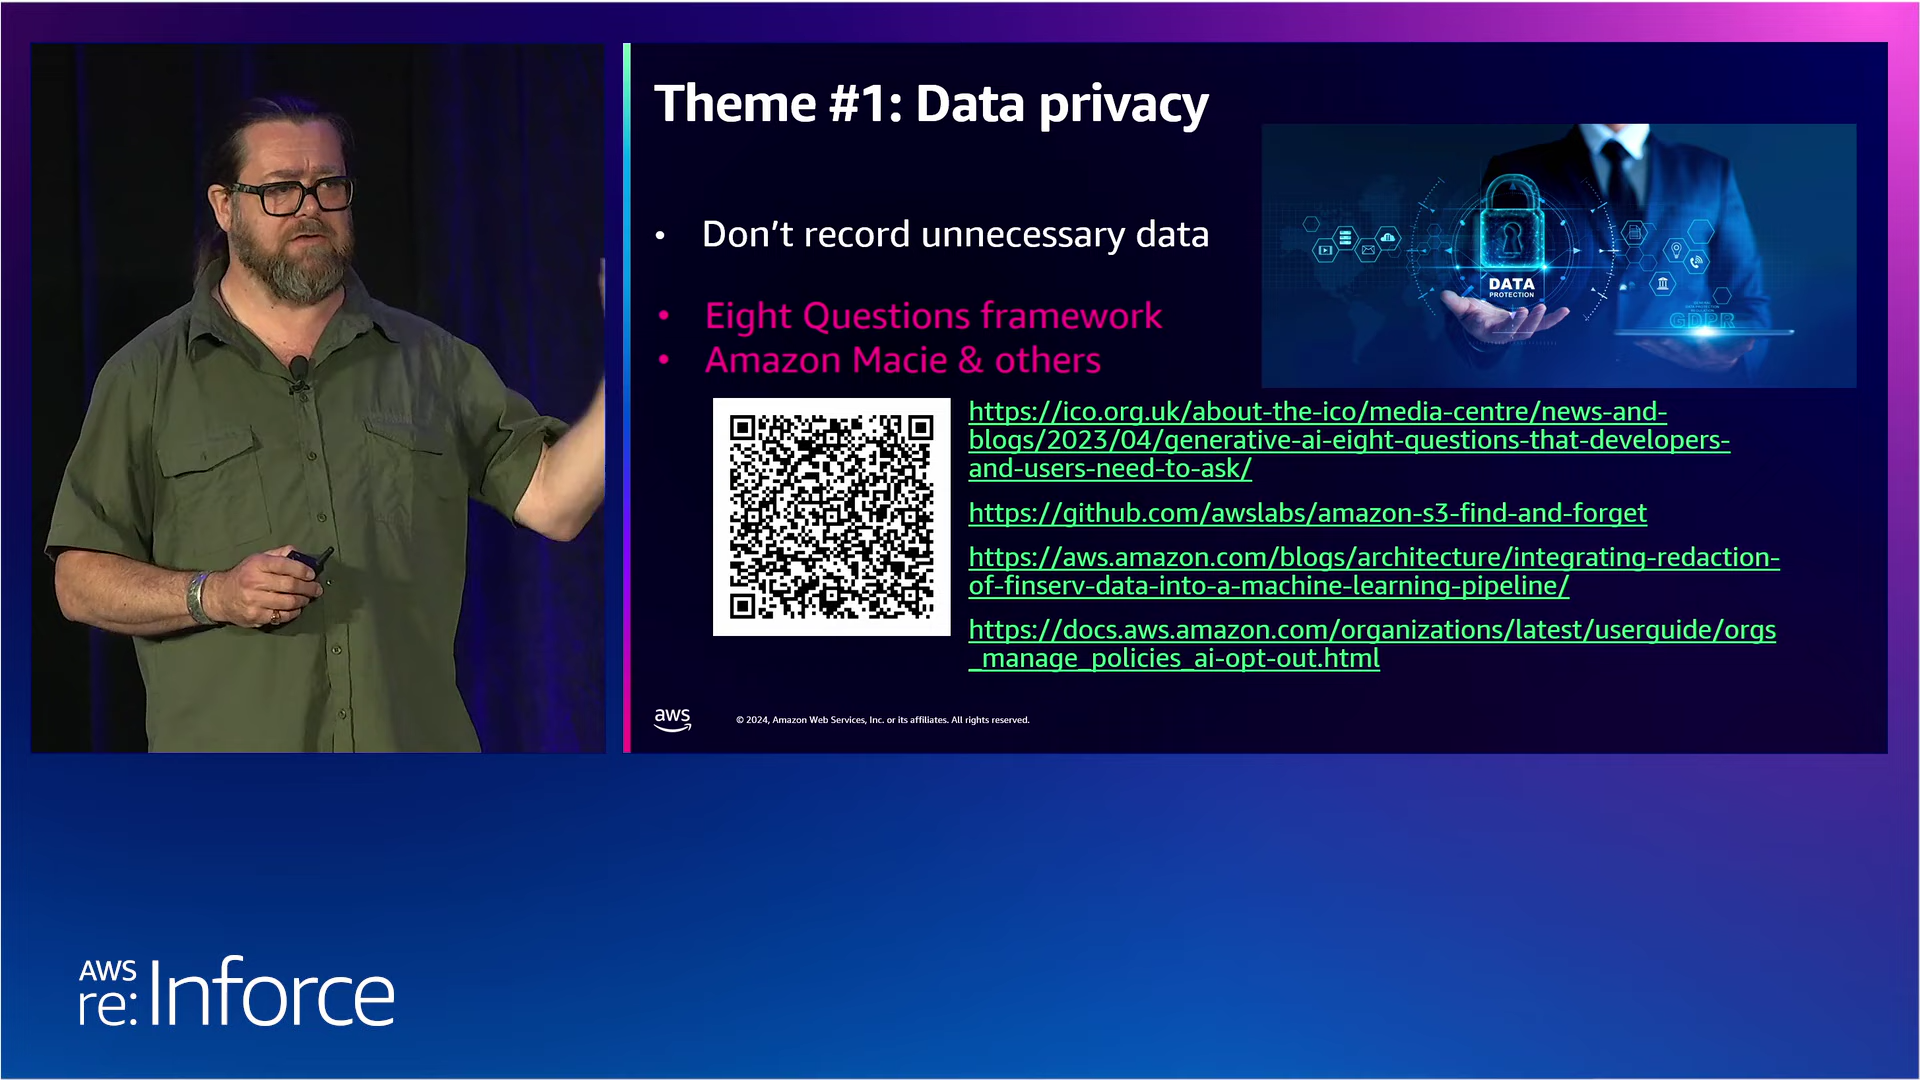 Theme #1: Data privacy
• Don’t record unnecessary data
• Eight Questions framework
• Amazon Macie & others
DATA
PROTECTION
GDPR
https://ico.org.uk/about-the-ico/media-centre/news-and-
blogs/2023/04/generative-ai-eight-questions-that-developers-
and-users-need-to-ask/
https://github.com/awslabs/amazon-s3-find-and-forget
https://aws.amazon.com/blogs/architecture/integrating-redaction-
of-finserv-data-into-a-machine-learning-pipeline/
https://docs.aws.amazon.com/organizations/latest/userguide/orgs
_manage_policies_ai-opt-out.html
aws
© 2024, Amazon Web Services, Inc. or its affiliates. All rights reserved.
AWS
re:Inforce